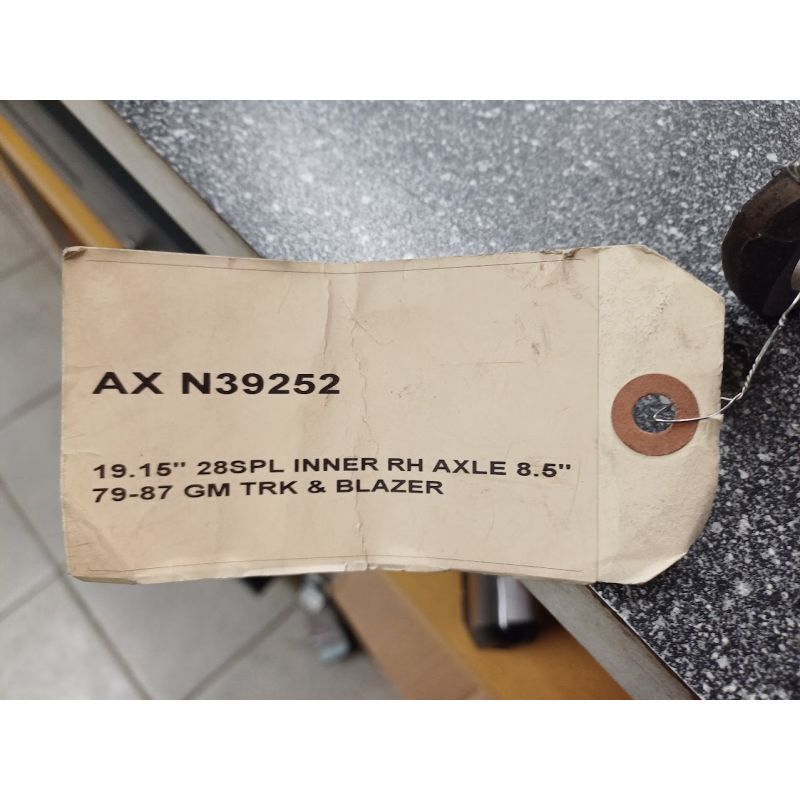 AX N39252
19.15" 28SPL INNER RH AXLE 8.5"
79-87 GM TRK & BLAZER